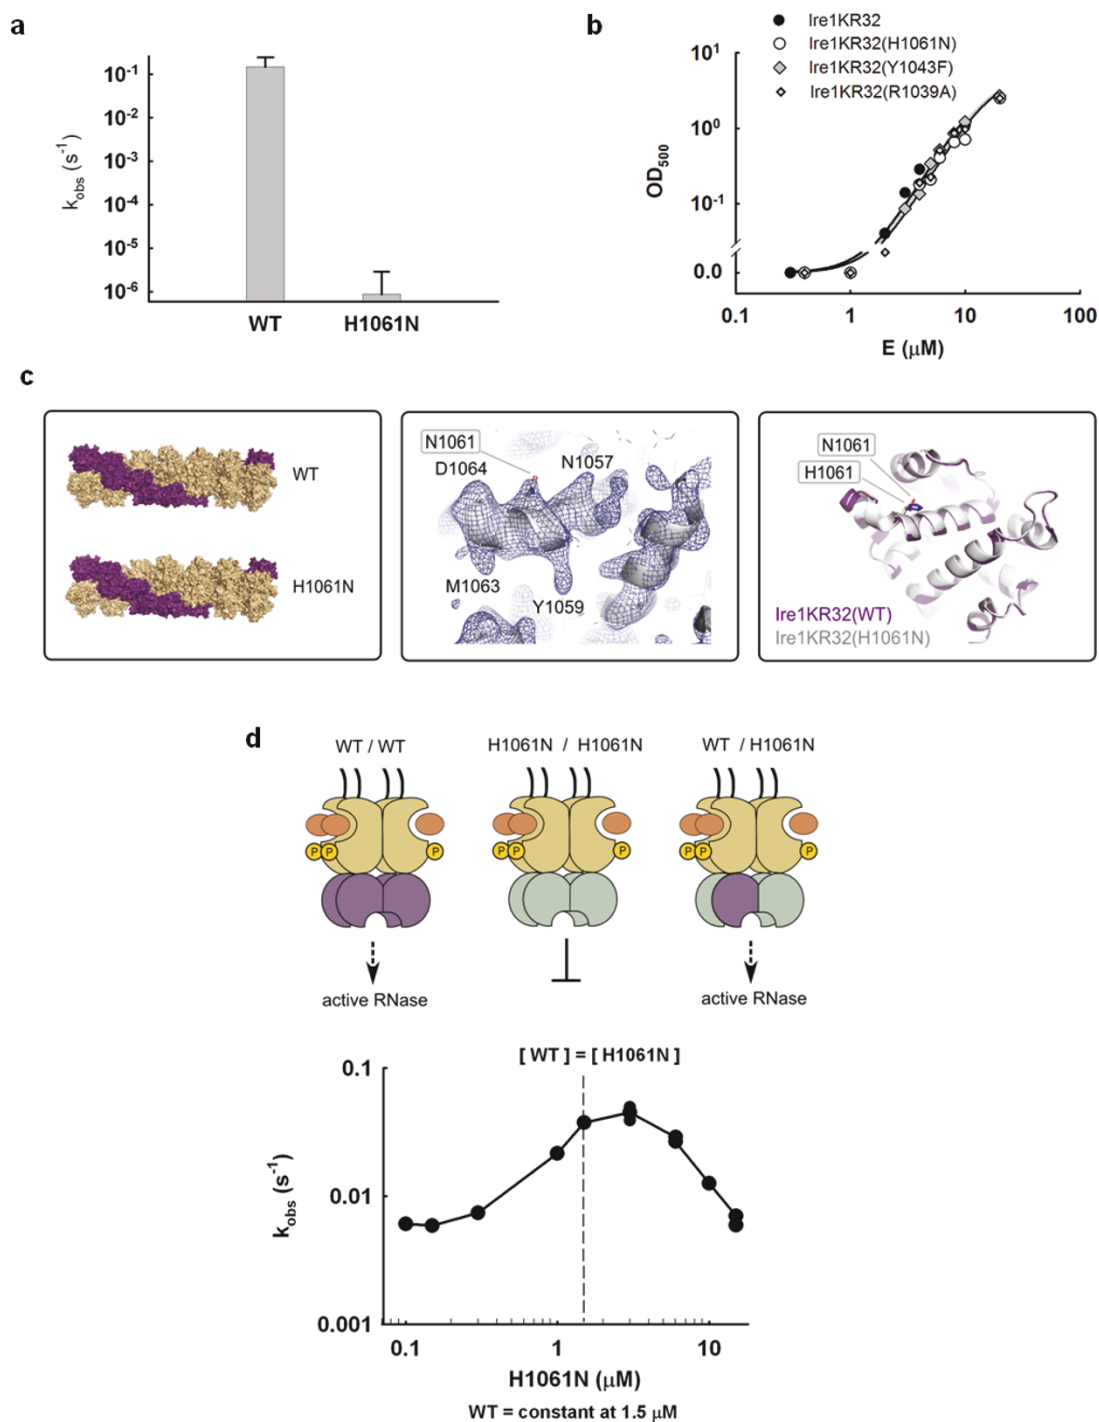 a
10⁻¹
10⁻²
10⁻³
10⁻⁴
10⁻⁵
10⁻⁶
k_obs (s⁻¹)
WT
H1061N
b
Ire1KR32
Ire1KR32(H1061N)
Ire1KR32(Y1043F)
Ire1KR32(R1039A)
10¹
10⁰
10⁻¹
0.0
OD₅₀₀
0.1
1
10
100
E (µM)
c
WT
H1061N
N1061
D1064
N1057
M1063
Y1059
N1061
H1061
Ire1KR32(WT)
Ire1KR32(H1061N)
d
WT / WT
H1061N / H1061N
WT / H1061N
P P P
P P P
P P P
active RNase
active RNase
[ WT ] = [ H1061N ]
0.1
0.01
0.001
k_obs (s⁻¹)
0.1
1
10
H1061N (µM)
WT = constant at 1.5 µM